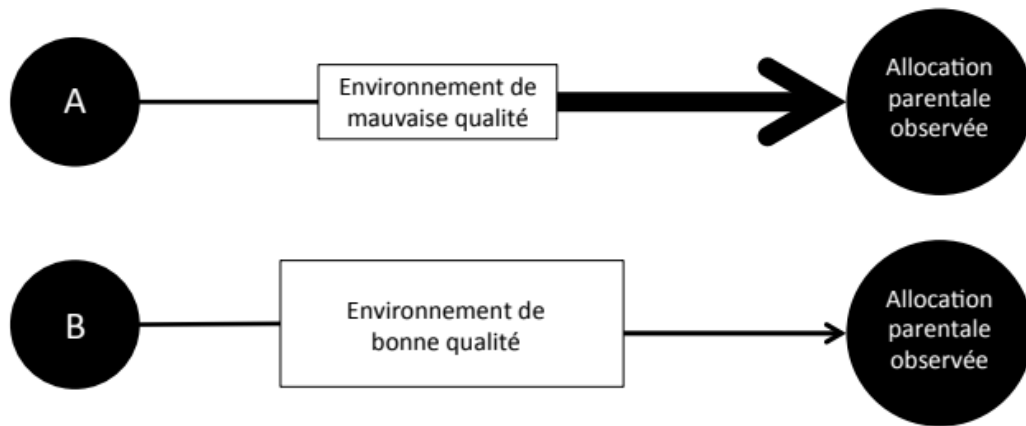 A
Environnement de
mauvaise qualité
Allocation
parentale
observée
B
Environnement de
bonne qualité
Allocation
parentale
observée